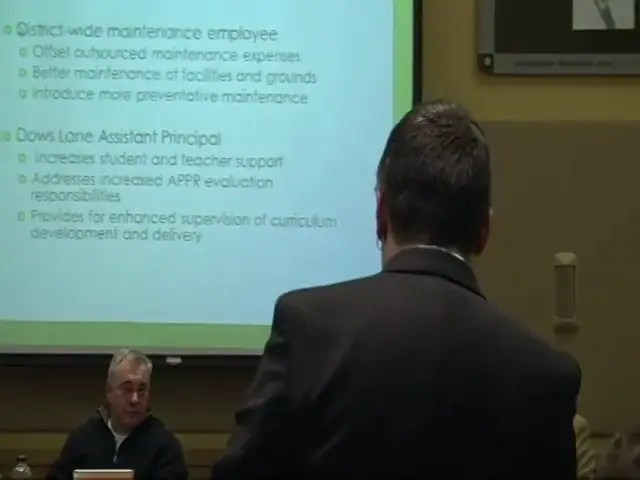 District-wide maintenance employee
Offset outsourced maintenance expenses
Better maintenance of facilities and grounds
Introduce more preventative maintenance
Dows Lane Assistant Principal
Increases student and teacher support
Addresses increased APPR evaluation
responsibilities
Provides for enhanced supervision of curriculum
development and delivery